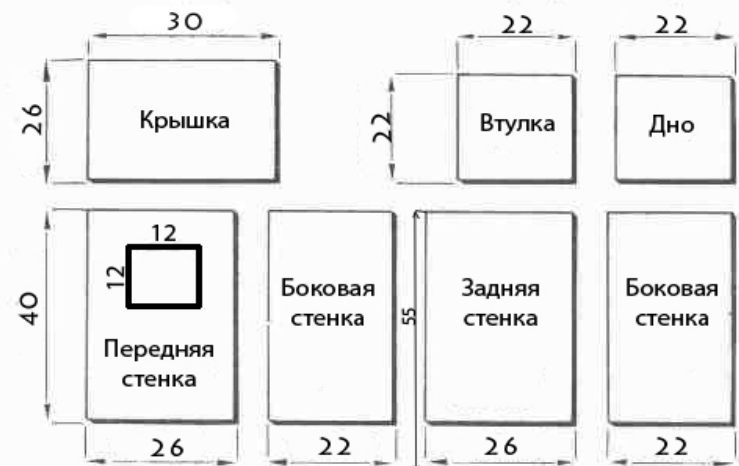 30
22
22
26
Крышка
22
Втулка
Дно
12
12
40
Передняя
стенка
Боковая
стенка
55
Задняя
стенка
Боковая
стенка
26
22
26
22